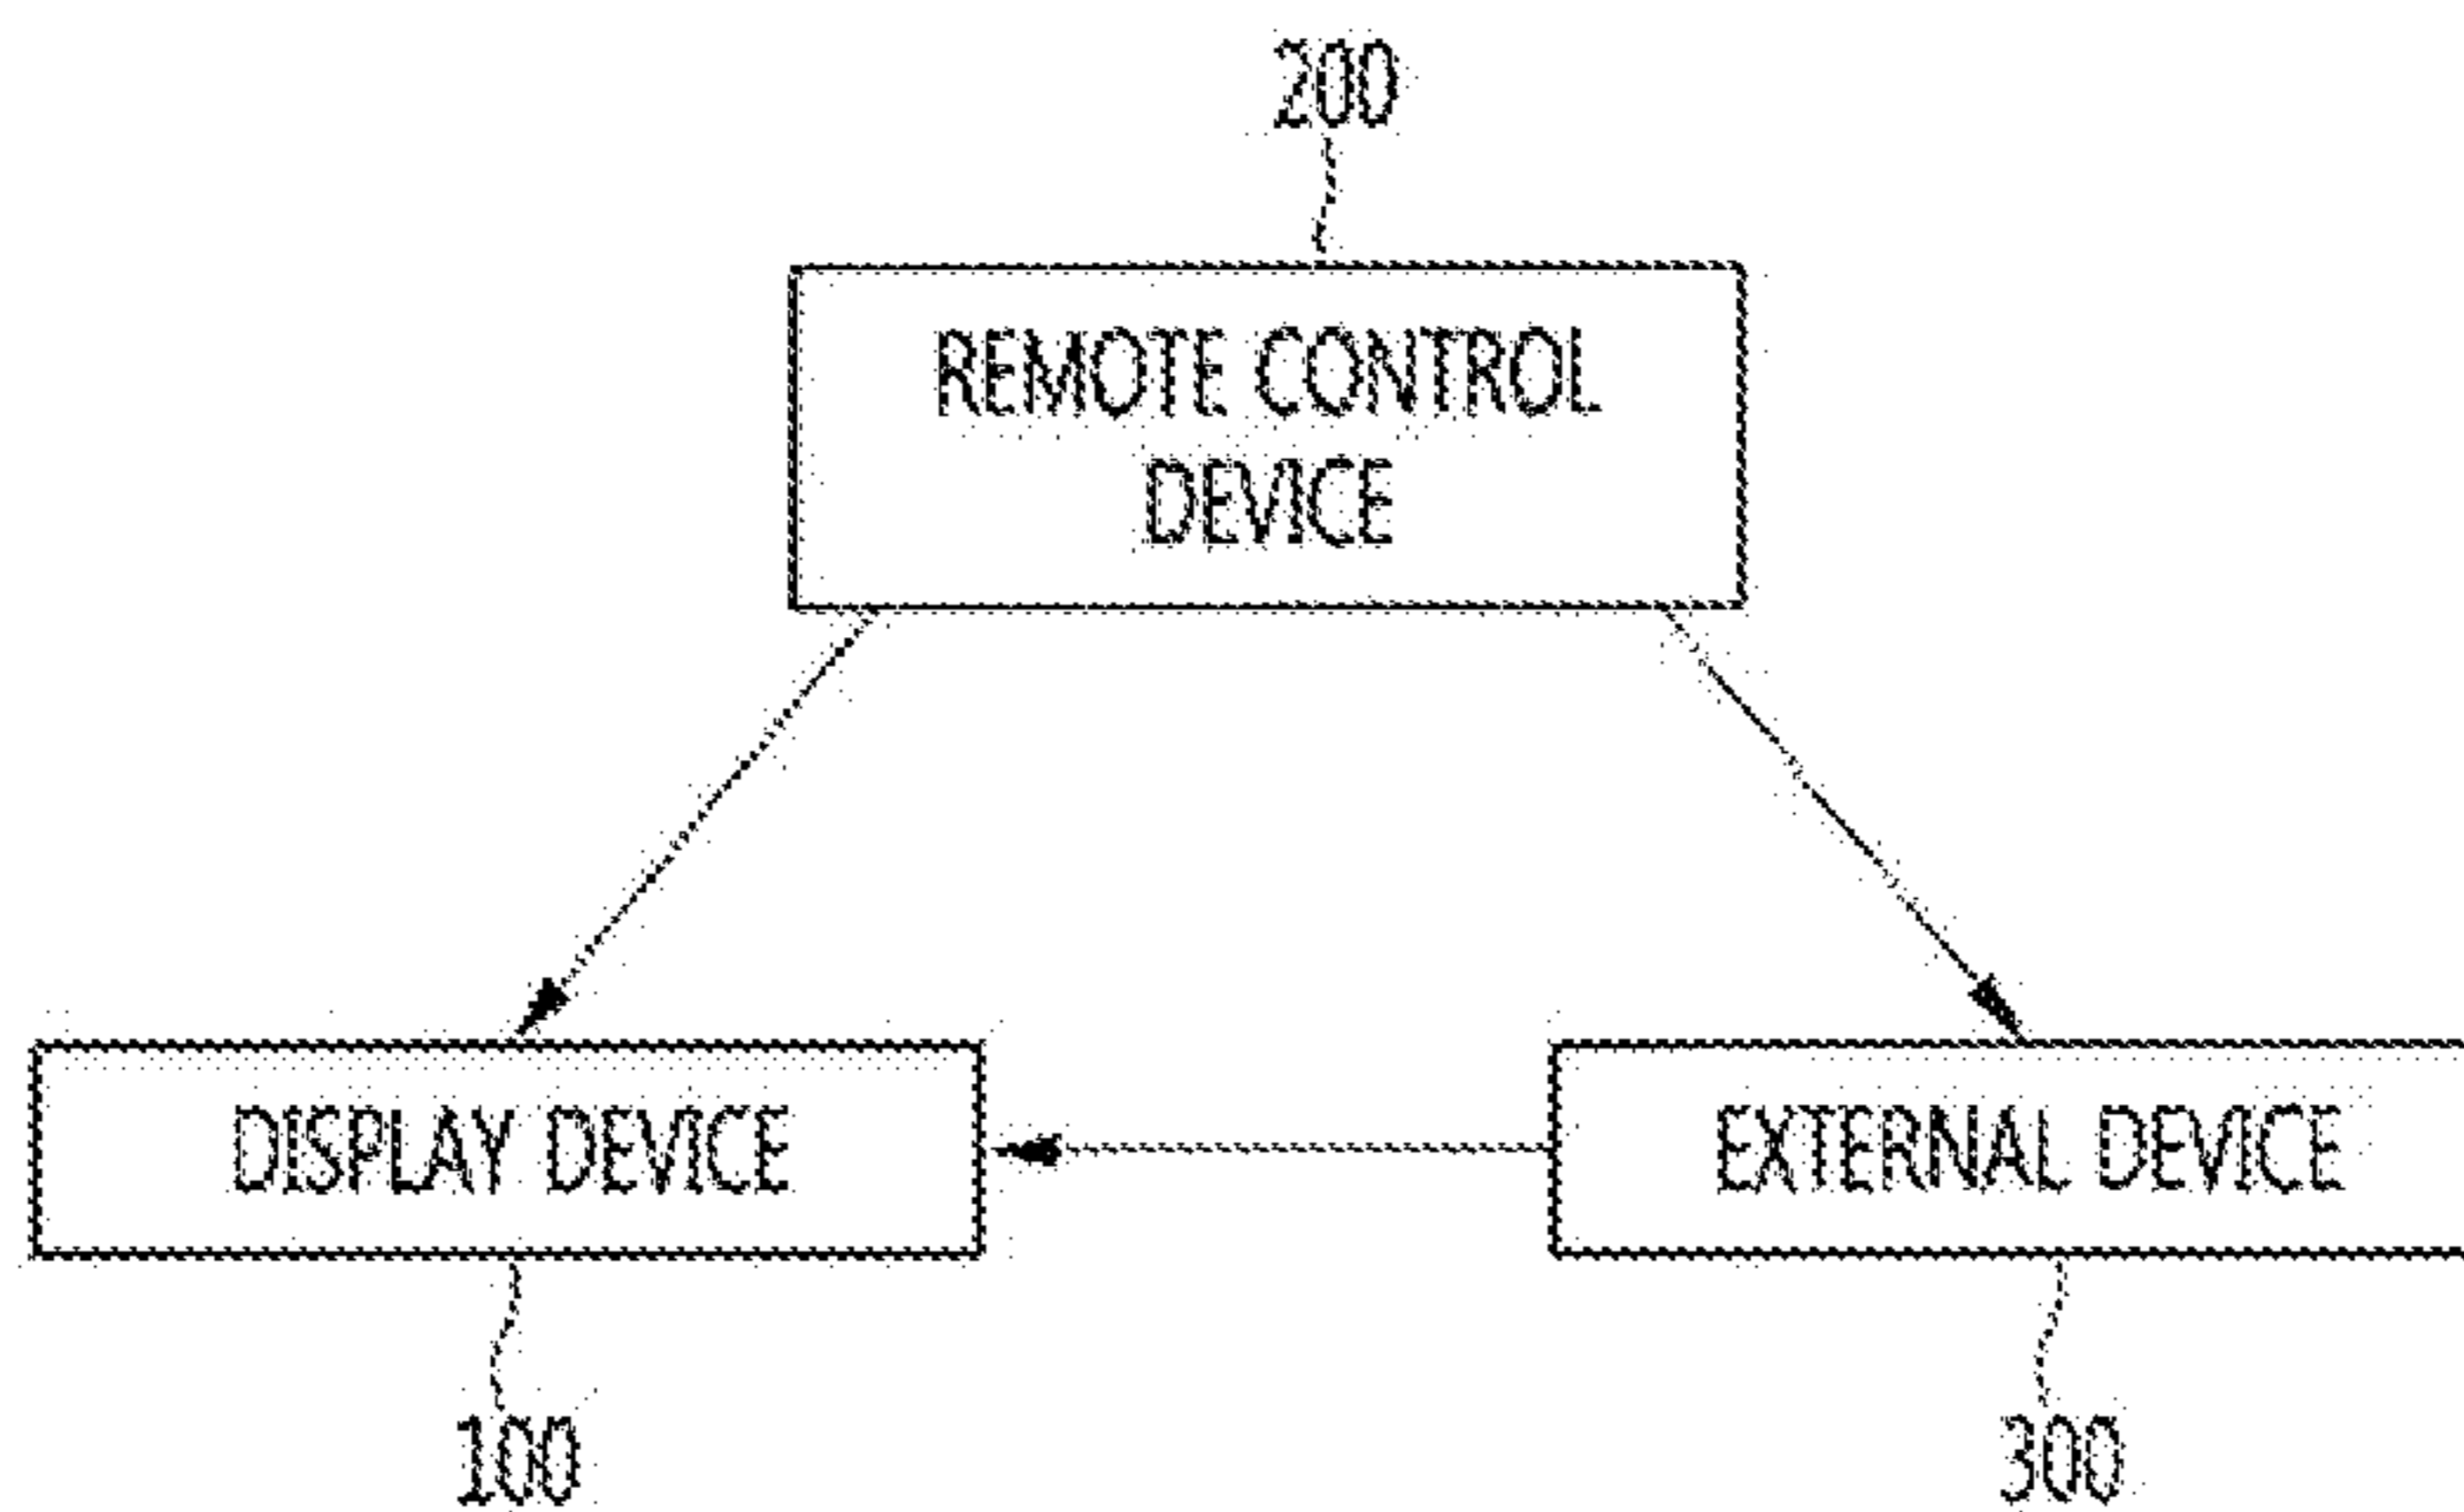 200
REMOTE CONTROL
DEVICE
DISPLAY DEVICE
EXTERNAL DEVICE
100
300